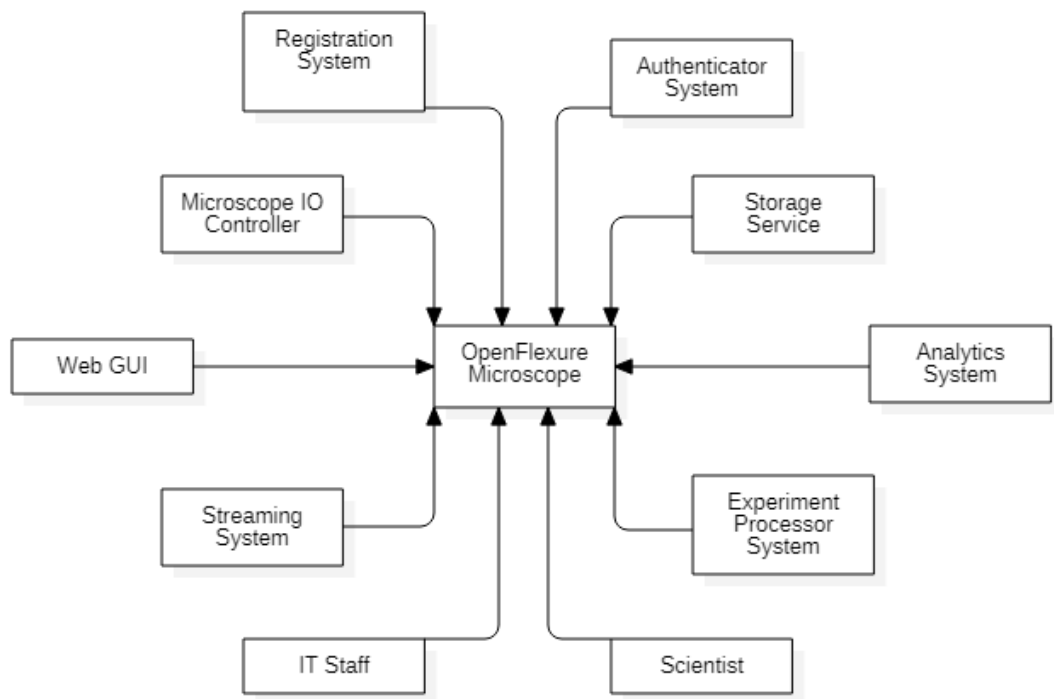 Registration
System
Authenticator
System
Microscope IO
Controller
Storage
Service
OpenFlexure
Microscope
Web GUI
Analytics
System
Streaming
System
Experiment
Processor
System
IT Staff
Scientist